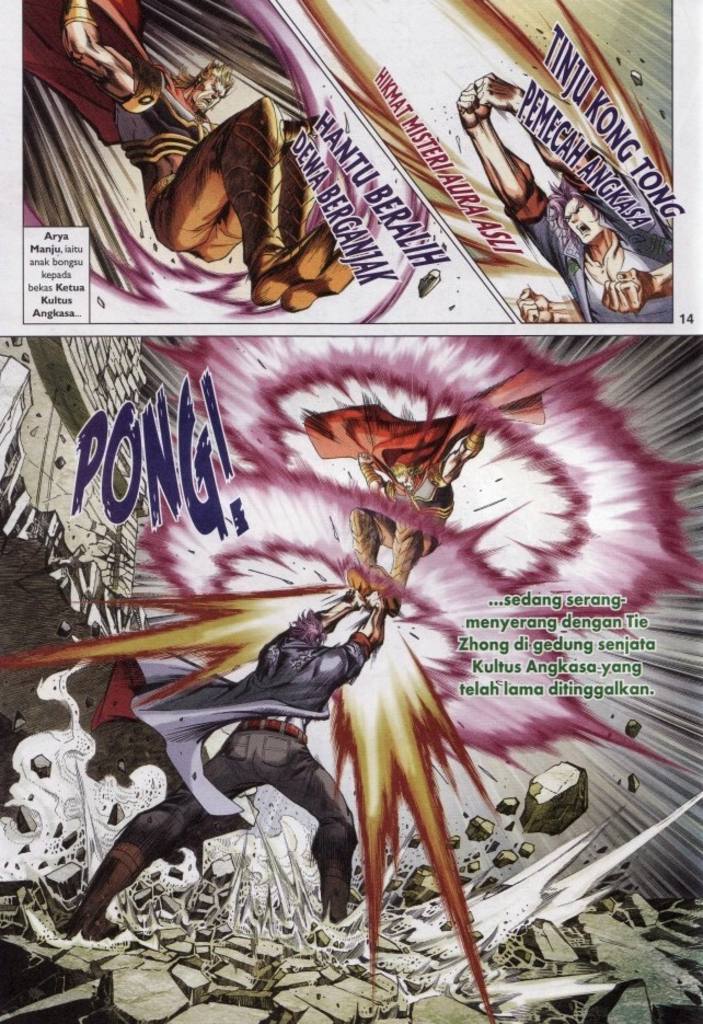 HANTU BERALIH
DEWA BERGANJAK
HIKMAT MISTERI AURA ASLI
TINJU KONG TONG
PEMECAH ANGKASA
Arya
Manju, iaitu
anak bongsu
kepada
bekas Ketua
Kultus
Angkasa...
14
PONG!
...sedang serang-
menyerang dengan Tie
Zhong di gedung senjata
Kultus Angkasa yang
telah lama ditinggalkan.